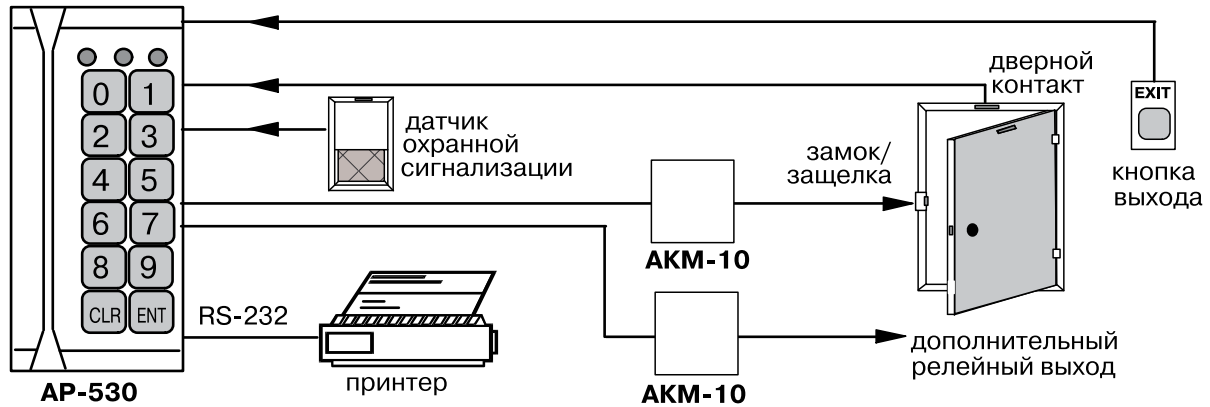 0 1
2 3
4 5
6 7
8 9
CLR ENT
AP-530
RS-232
принтер
датчик
охранной
сигнализации
АКМ-10
АКМ-10
замок/
защелка
дверной
контакт
EXIT
кнопка
выхода
дополнительный
релейный выход